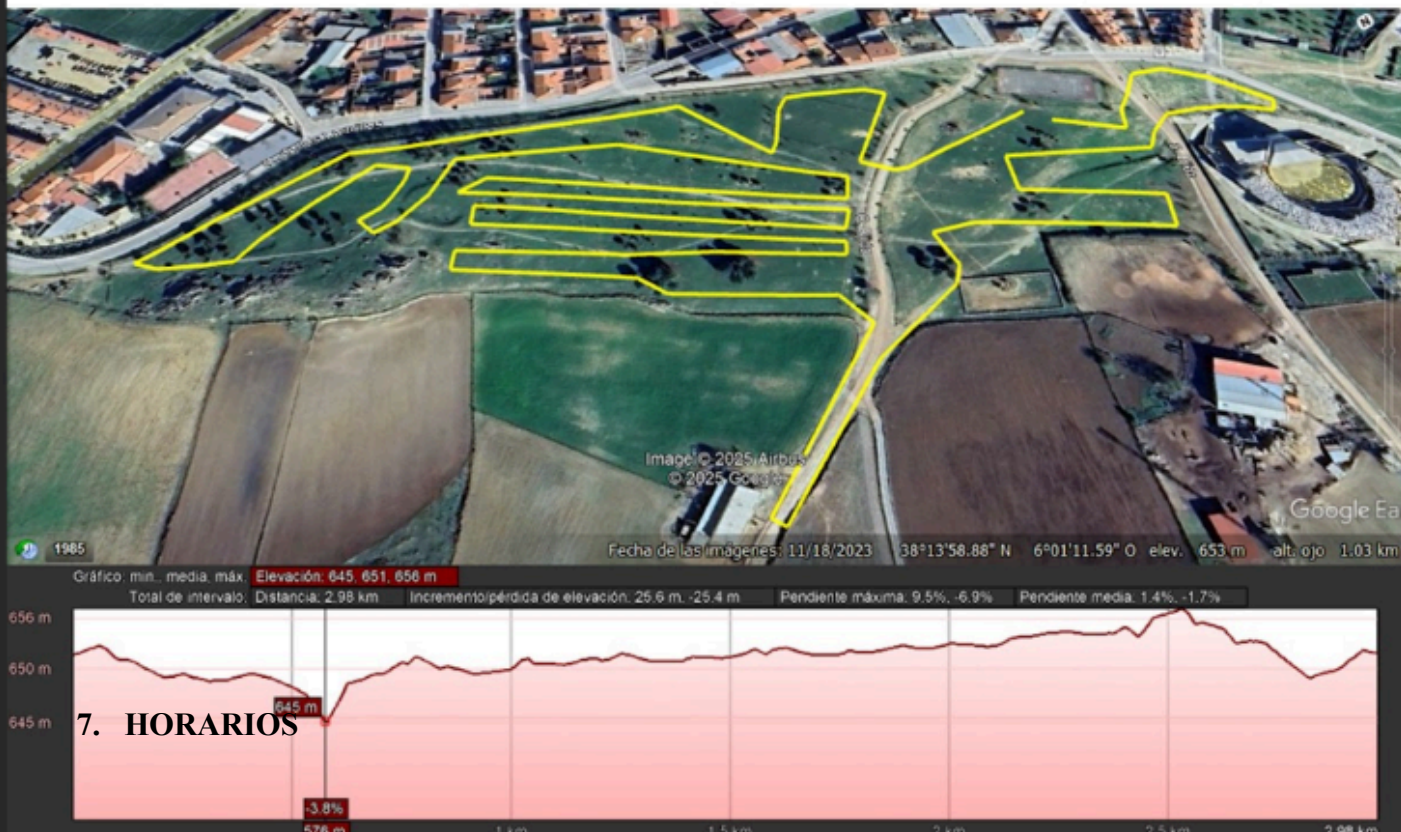 Image © 2025 Airbus
© 2025 Google
Google Ea
1985
Fecha de las imágenes: 11/18/2023 38°13'58.88" N 6°01'11.59" O elev. 653 m alt. ojo 1.03 km
Gráfico: mín., media, máx. Elevación: 645, 651, 656 m
Total de intervalo: Distancia: 2.98 km Incremento/pérdida de elevación: 25.6 m, -25.4 m Pendiente máxima: 9.5%, -6.9% Pendiente media: 1.4%, -1.7%
656 m
650 m
645 m
645 m
7. HORARIOS
-3.8%
576 m 1 km 1.5 km 2 km 2.5 km 2.98 km